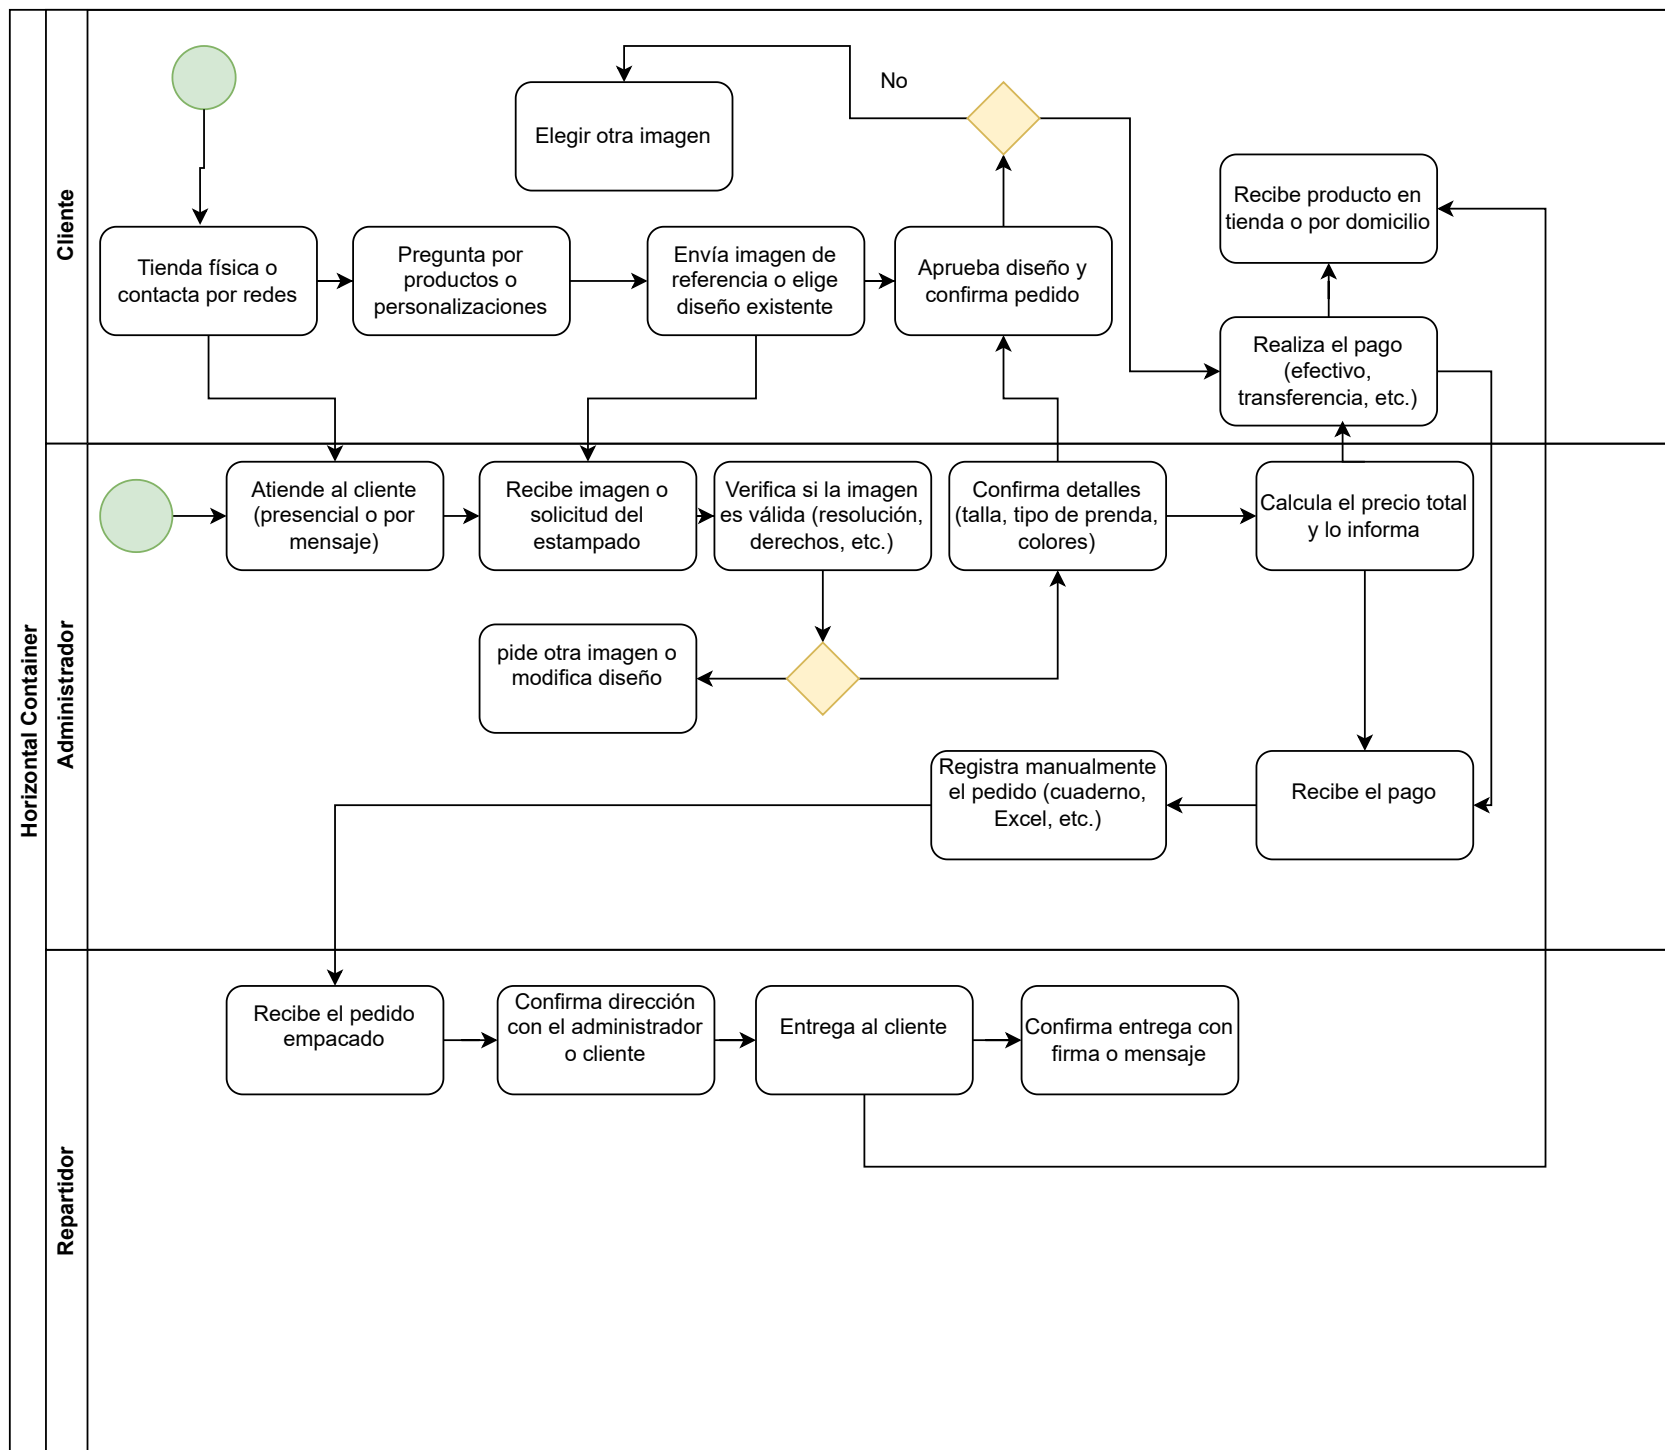 Horizontal Container
Cliente
No
Elegir otra imagen
Recibe producto en
tienda o por domicilio
Tienda física o
contacta por redes
Pregunta por
productos o
personalizaciones
Envía imagen de
referencia o elige
diseño existente
Aprueba diseño y
confirma pedido
Realiza el pago
(efectivo,
transferencia, etc.)
Administrador
Atiende al cliente
(presencial o por
mensaje)
Recibe imagen o
solicitud del
estampado
Verifica si la imagen
es válida (resolución,
derechos, etc.)
Confirma detalles
(talla, tipo de prenda,
colores)
Calcula el precio total
y lo informa
pide otra imagen o
modifica diseño
Registra manualmente
el pedido (cuaderno,
Excel, etc.)
Recibe el pago
Repartidor
Recibe el pedido
empacado
Confirma dirección
con el administrador
o cliente
Entrega al cliente
Confirma entrega con
firma o mensaje